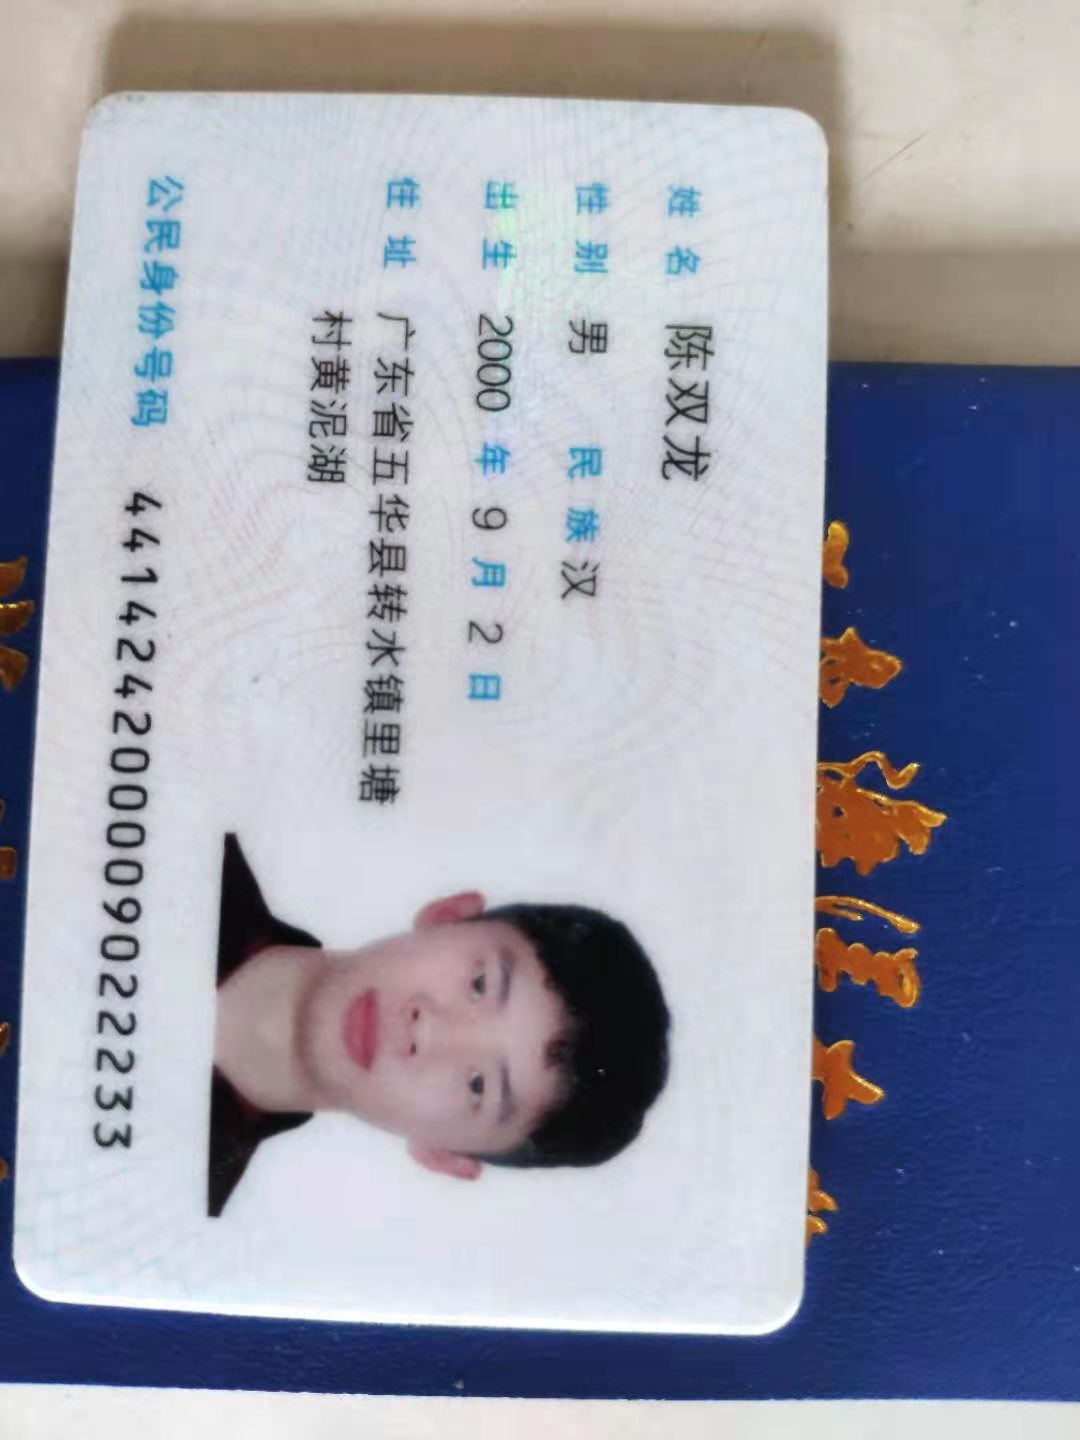 姓名 陈双龙
性别 男 民族 汉
出生 2000 年 9 月 2 日
住址 广东省五华县转水镇里塘
村黄泥湖
公民身份号码 441424200009022233